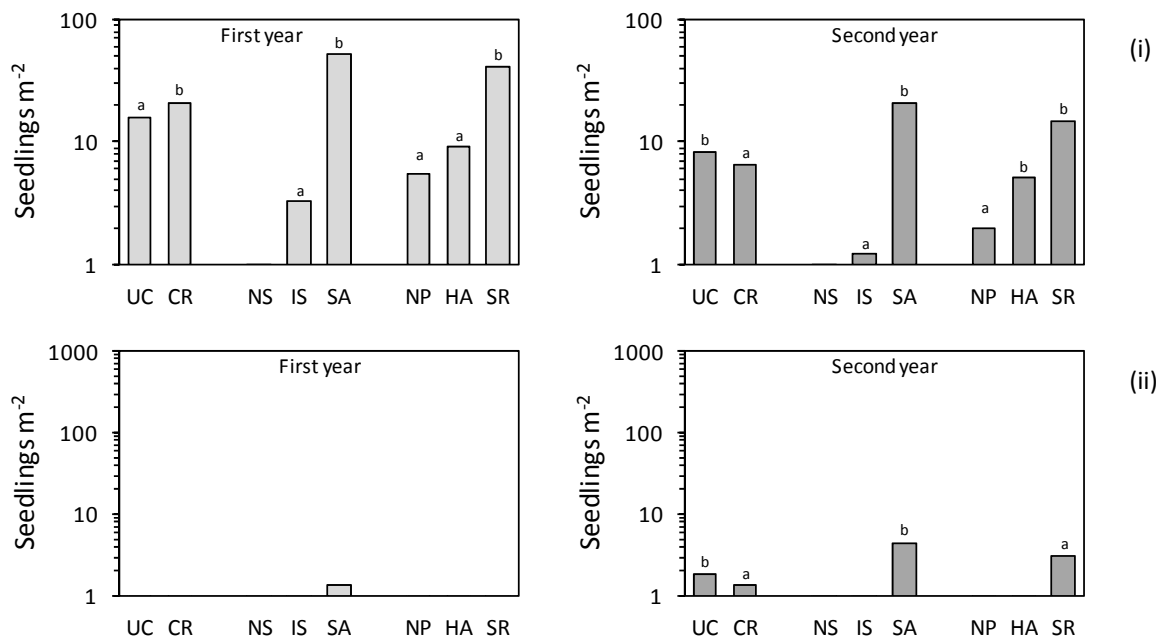 First year
100
10
1
Seedlings m⁻²
a
b
a
b
a
a
b
UC CR NS IS SA NP HA SR
Second year
100
10
1
Seedlings m⁻²
b
a
a
b
a
b
b
UC CR NS IS SA NP HA SR
(i)
First year
1000
100
10
1
Seedlings m⁻²
UC CR NS IS SA NP HA SR
Second year
1000
100
10
1
Seedlings m⁻²
b
a
b
a
UC CR NS IS SA NP HA SR
(ii)